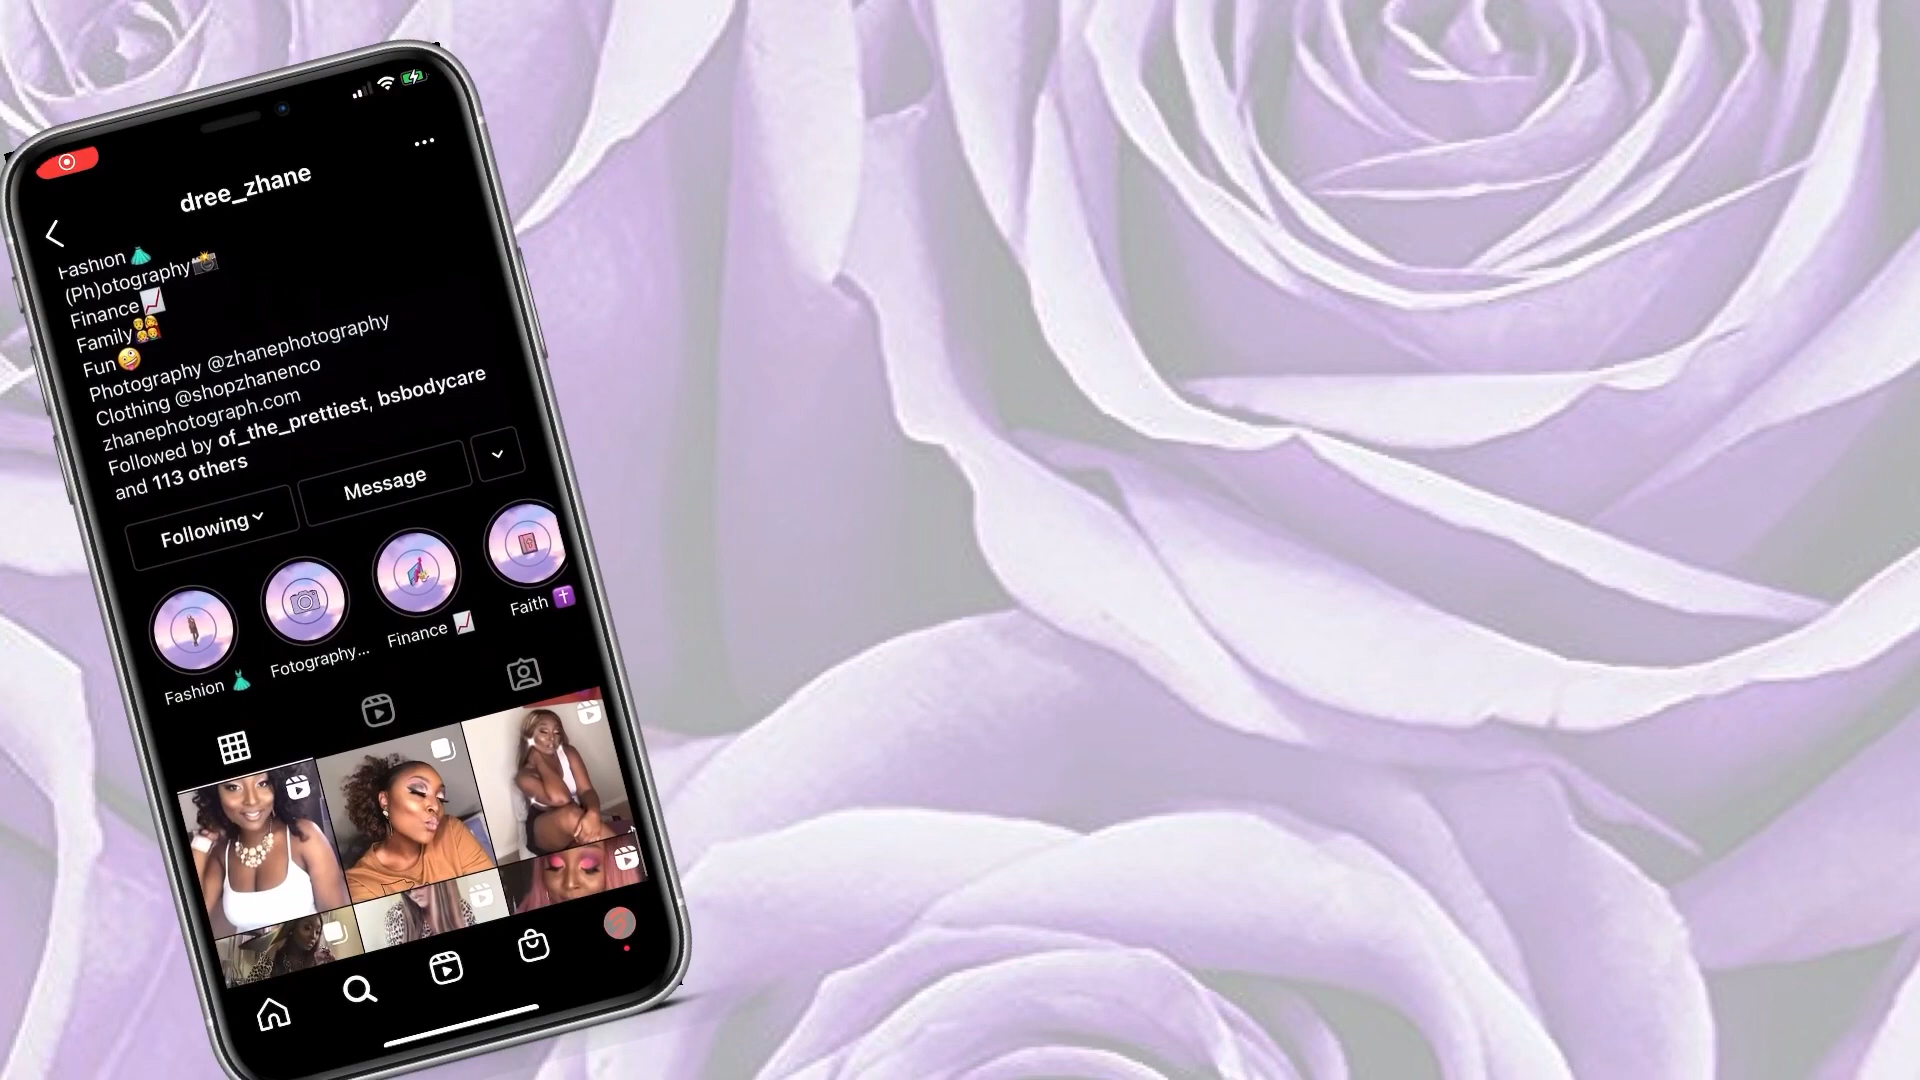 dree_zhane
Fashion 👗
(Ph)otography📸
Finance📈
Family👨‍👩‍👧‍👦
Fun🤪
Photography @zhanephotography
Clothing @shopzhanenco
zhanephotograph.com
Followed by of_the_prettiest, bsbodycare
and 113 others
Following
Message
Fashion 👗
Fotography...
Finance 📈
Faith ✝️